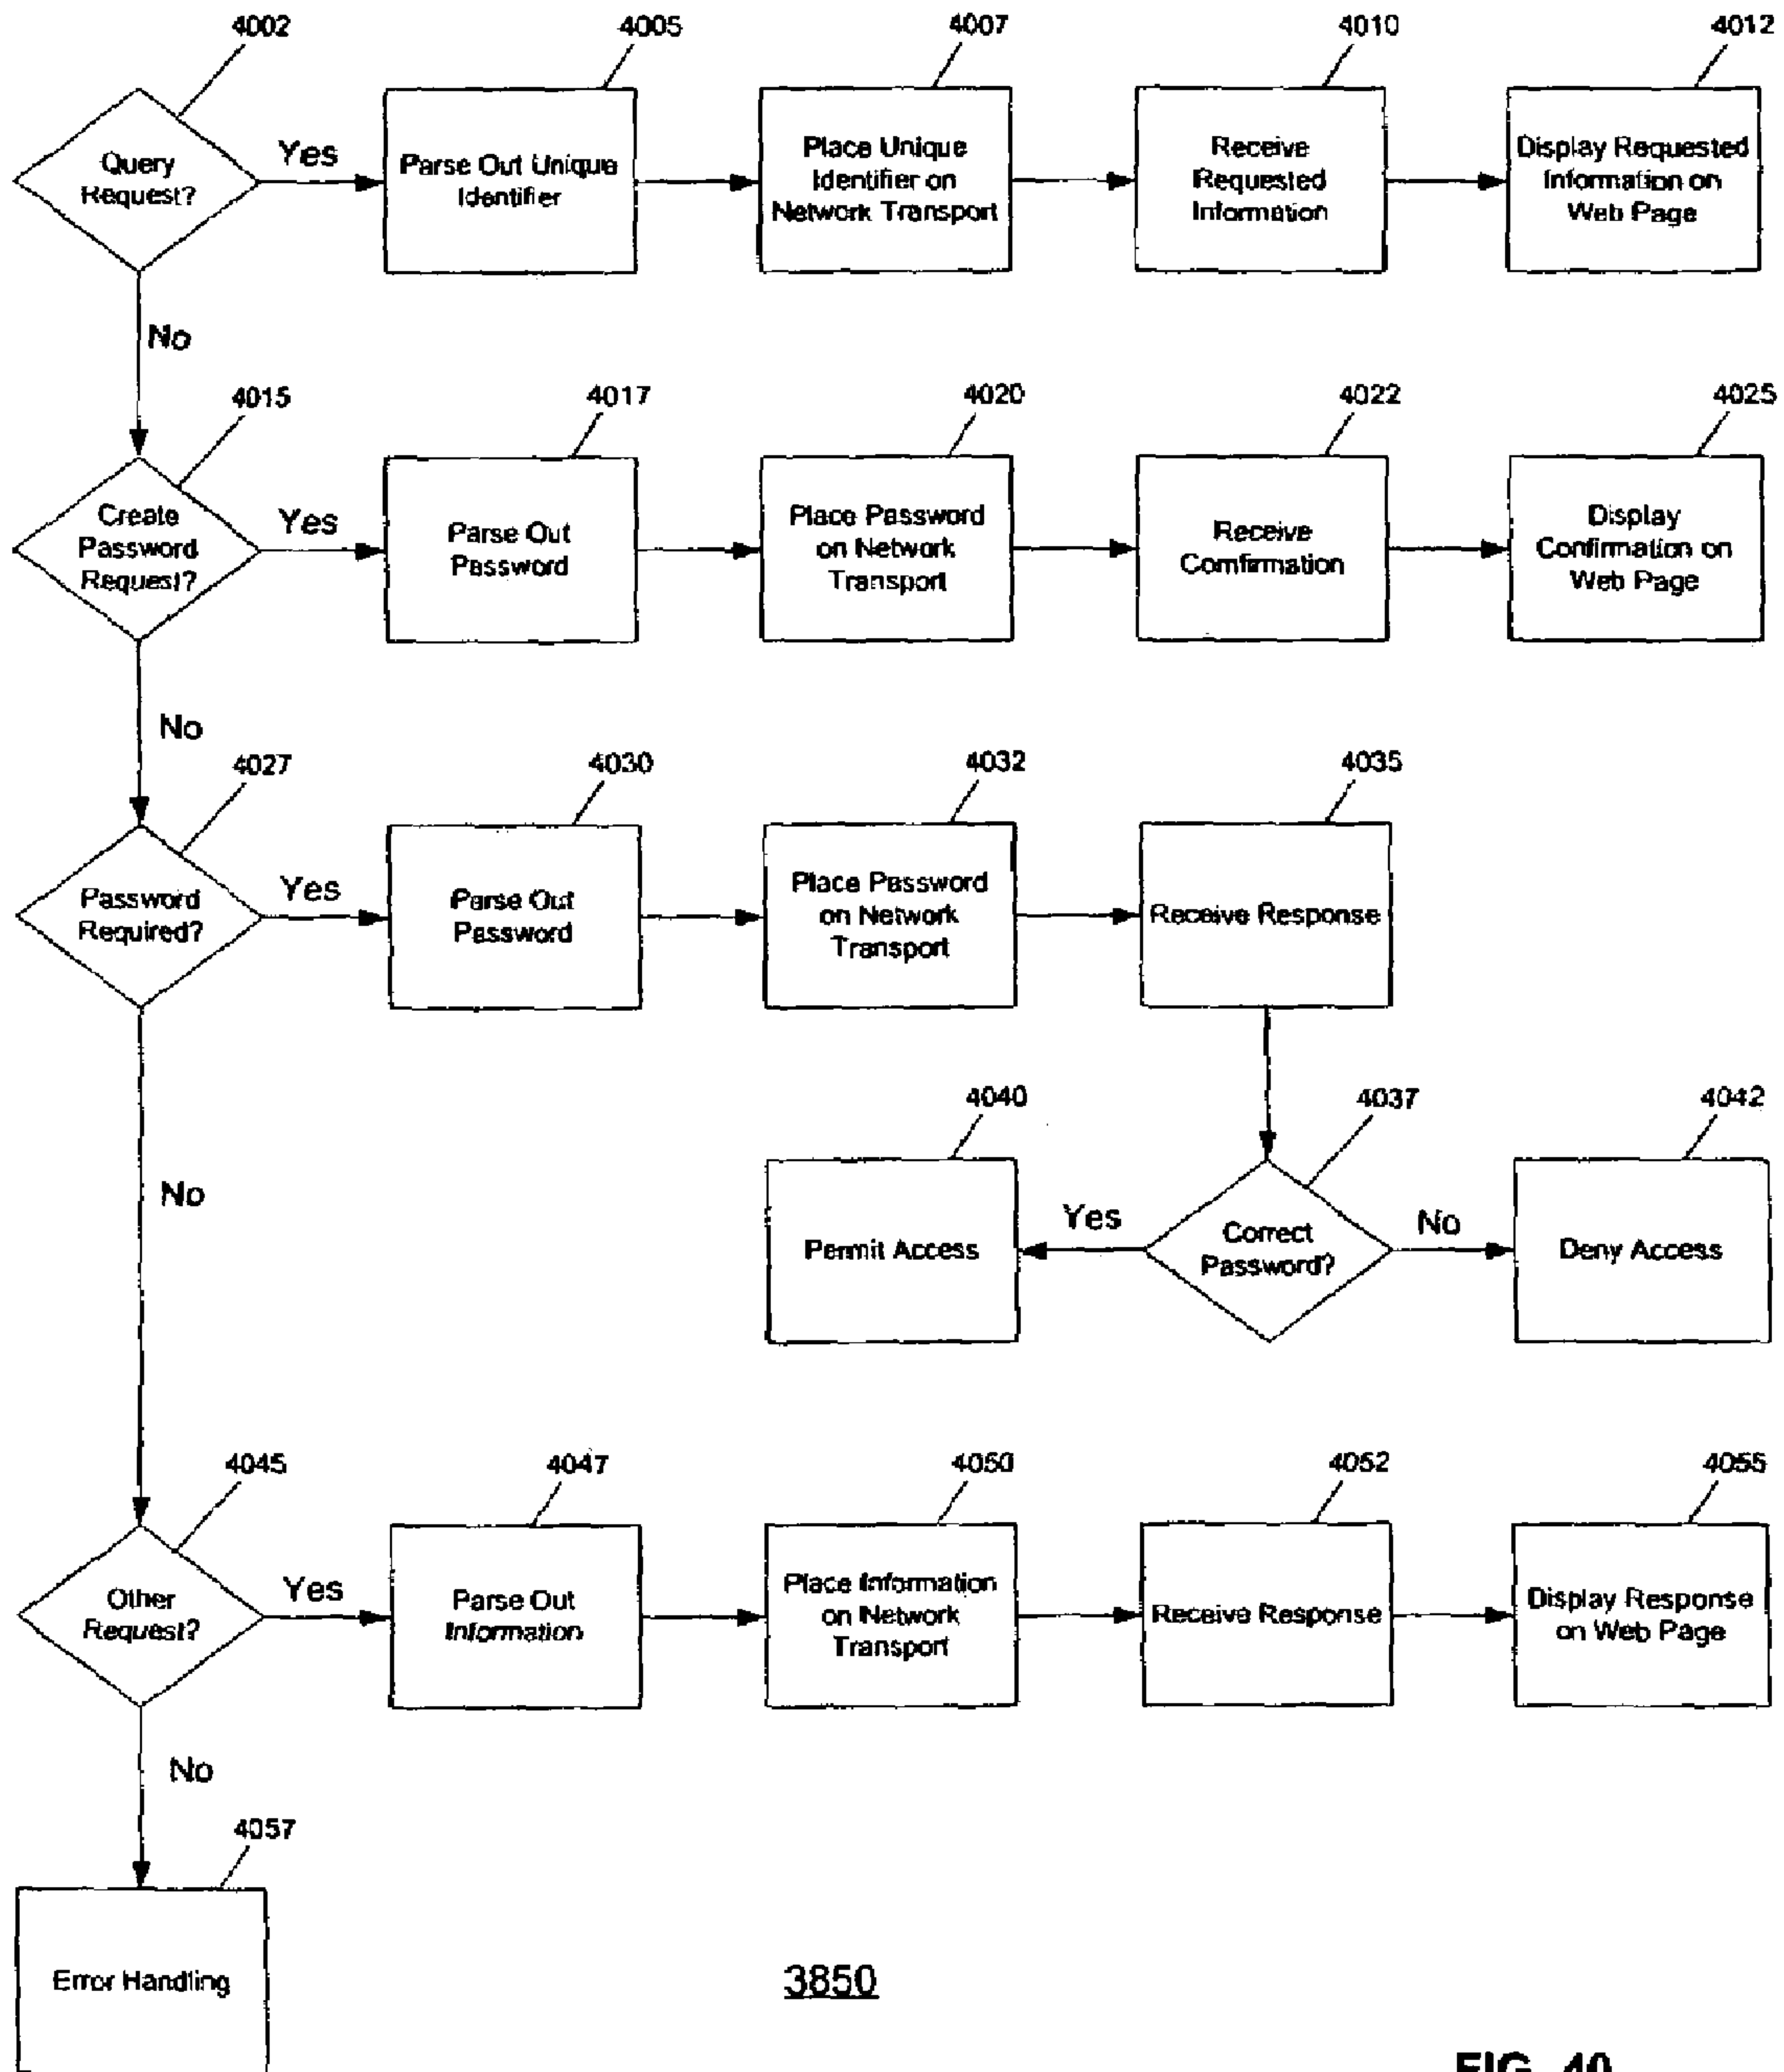 4002
4005
4007
4010
4012
Query
Request?
Yes
Parse Out Unique
Identifier
Place Unique
Identifier on
Network Transport
Receive
Requested
Information
Display Requested
Information on
Web Page
No
4015
4017
4020
4022
4025
Create
Password
Request?
Yes
Parse Out
Password
Place Password
on Network
Transport
Receive
Comfirmation
Display
Confirmation on
Web Page
No
4027
4030
4032
4035
Password
Required?
Yes
Parse Out
Password
Place Password
on Network
Transport
Receive Response
No
4040
4037
4042
Permit Access
Yes
Correct
Password?
No
Deny Access
4045
4047
4050
4052
4055
Other
Request?
Yes
Parse Out
Information
Place Information
on Network
Transport
Receive Response
Display Response
on Web Page
No
4057
Error Handling
3850
FIG. 40